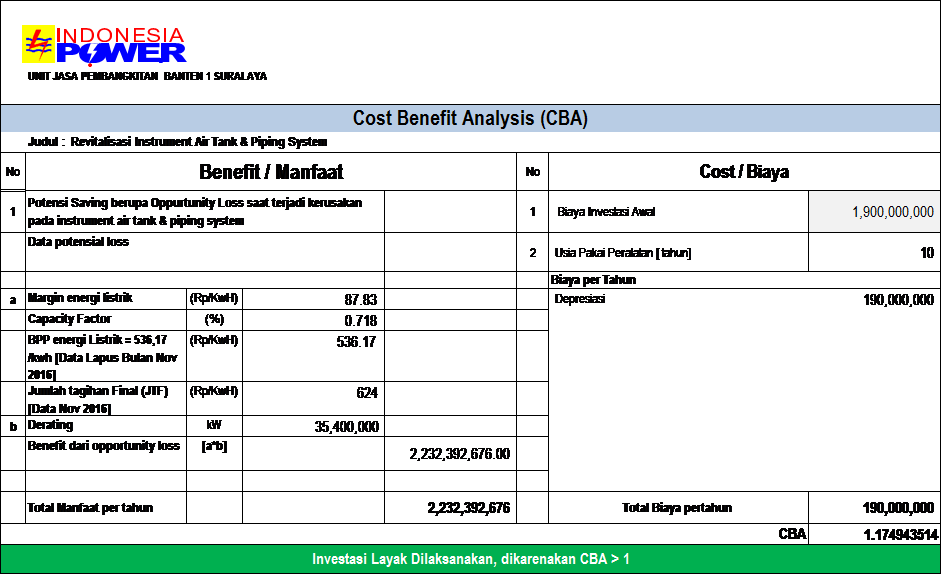 INDONESIA
POWER
UNIT JASA PEMBANGKITAN BANTEN 1 SURALAYA
Cost Benefit Analysis (CBA)
Judul : Revitalisasi Instrument Air Tank & Piping System
No Benefit / Manfaat No Cost / Biaya
1 Potensi Saving berupa Oppurtunity Loss saat terjadi kerusakan
pada instrument air tank & piping system
1 Biaya Investasi Awal 1,900,000,000
Data potensial loss
2 Usia Pakai Peralatan [tahun] 10
Biaya per Tahun
a Margin energi listrik (Rp/KwH) 87.83
Depresiasi 190,000,000
Capacity Factor (%) 0.718
BPP energi Listrik = 536,17 (Rp/KwH) 536.17
/kwh [Data Lapus Bulan Nov
2016]
Jumlah tagihan Final (JTF) (Rp/KwH) 624
[Data Nov 2016]
b Derating kW 35,400,000
Benefit dari opportunity loss [a*b] 2,232,392,676.00
Total Manfaat per tahun 2,232,392,676 Total Biaya pertahun 190,000,000
CBA 1.174943514
Investasi Layak Dilaksanakan, dikarenakan CBA > 1